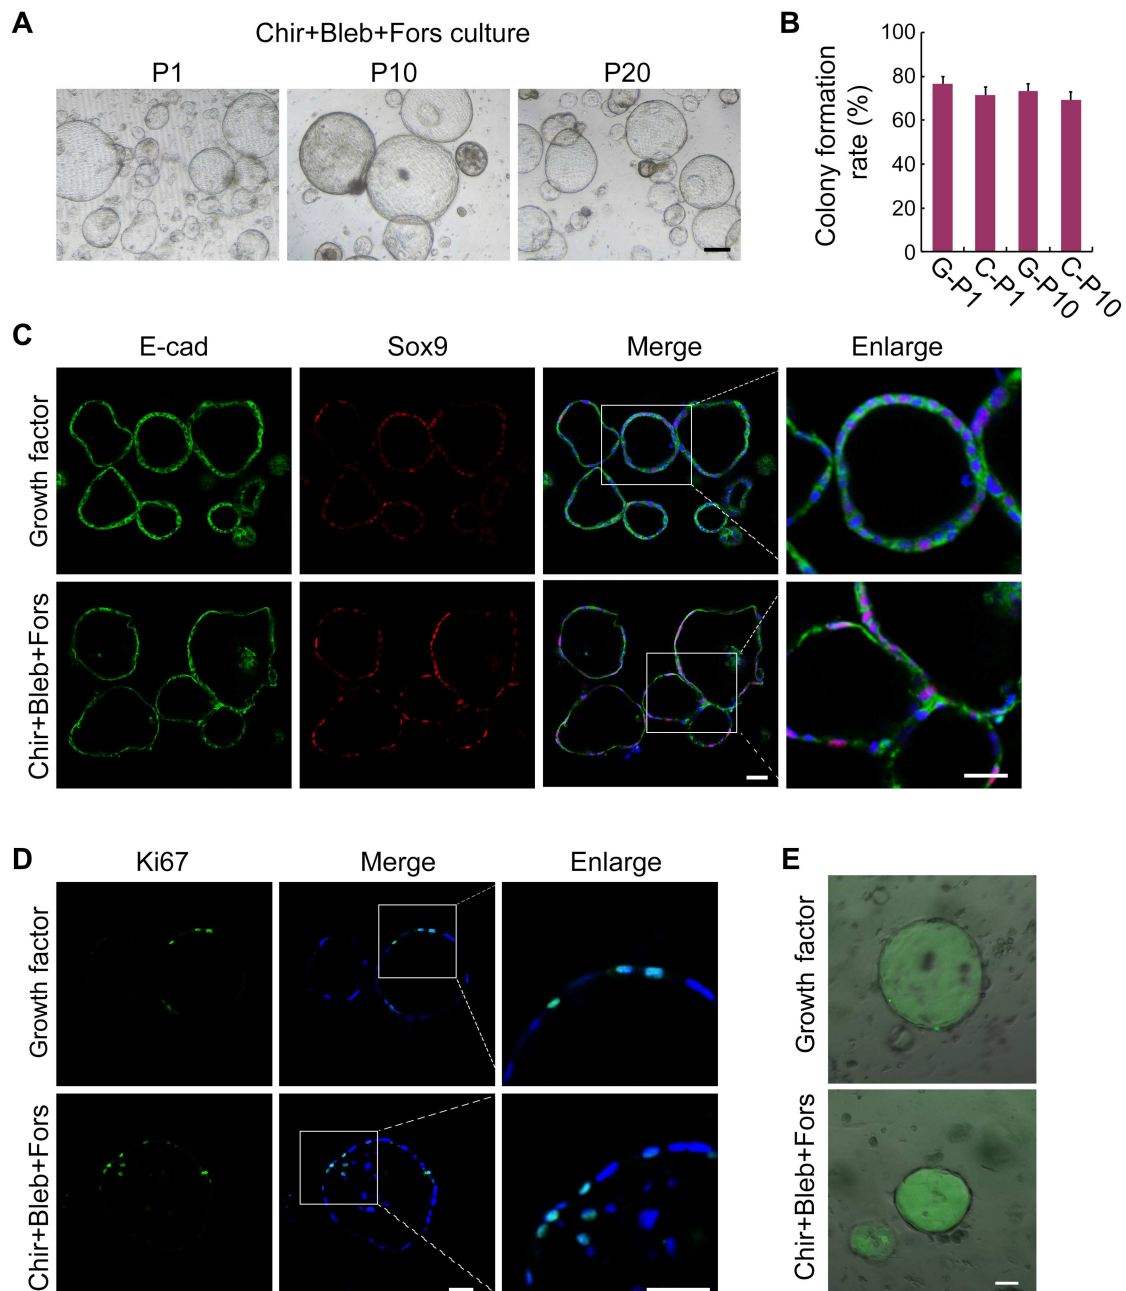 A
Chir+Bleb+Fors culture
P1
P10
P20
B
Colony formation
rate (%)
100
80
60
40
20
0
G-P1
C-P1
G-P10
C-P10
C
E-cad
Sox9
Merge
Enlarge
Growth factor
Chir+Bleb+Fors
D
Ki67
Merge
Enlarge
Growth factor
Chir+Bleb+Fors
E
Growth factor
Chir+Bleb+Fors